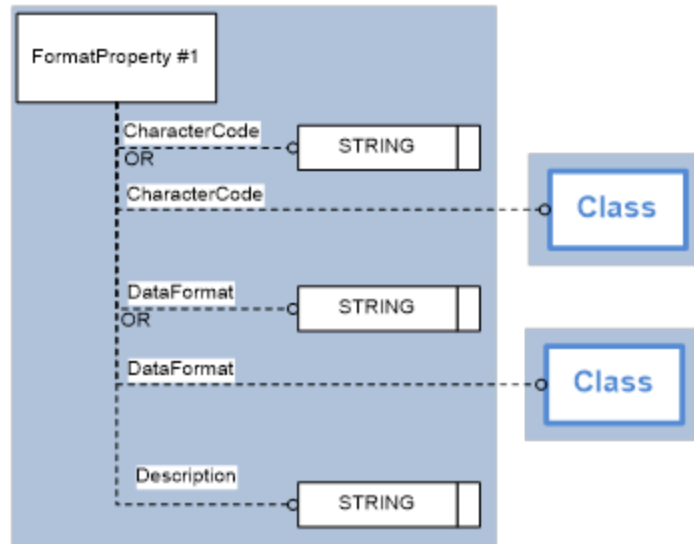 FormatProperty #1
CharacterCode
STRING
OR
CharacterCode
Class
DataFormat
STRING
OR
DataFormat
Class
Description
STRING